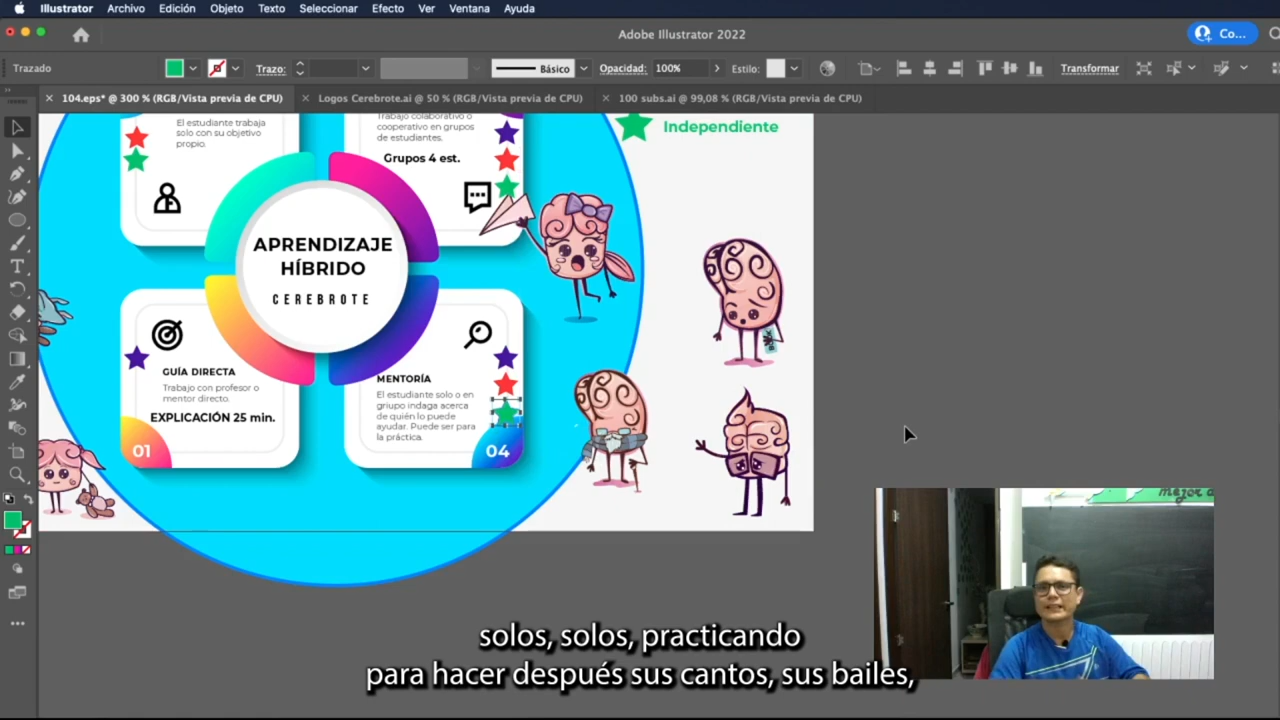 Illustrator Archivo Edición Objeto Texto Seleccionar Efecto Ver Ventana Ayuda
Adobe Illustrator 2022
Co...
Trazado
Trazo:
Básico
Opacidad:
100%
Estilo:
Transformar
104.eps* @ 300 % (RGB/Vista previa de CPU)
Logos Cerebrote.ai @ 50 % (RGB/Vista previa de CPU)
100 subs.ai @ 99,08 % (RGB/Vista previa de CPU)
El estudiante trabaja
solo con su objetivo
propio.
Trabajo colaborativo o
cooperativo en grupos
de estudiantes.
Grupos 4 est.
Independiente
APRENDIZAJE
HÍBRIDO
CEREBROTE
GUÍA DIRECTA
Trabajo con profesor o
mentor directo.
EXPLICACIÓN 25 min.
01
MENTORÍA
El estudiante solo o en
griupo indaga acerca
de quién lo puede
ayudar. Puede ser para
la práctica.
04
mejor
solos, solos, practicando
para hacer después sus cantos, sus bailes,